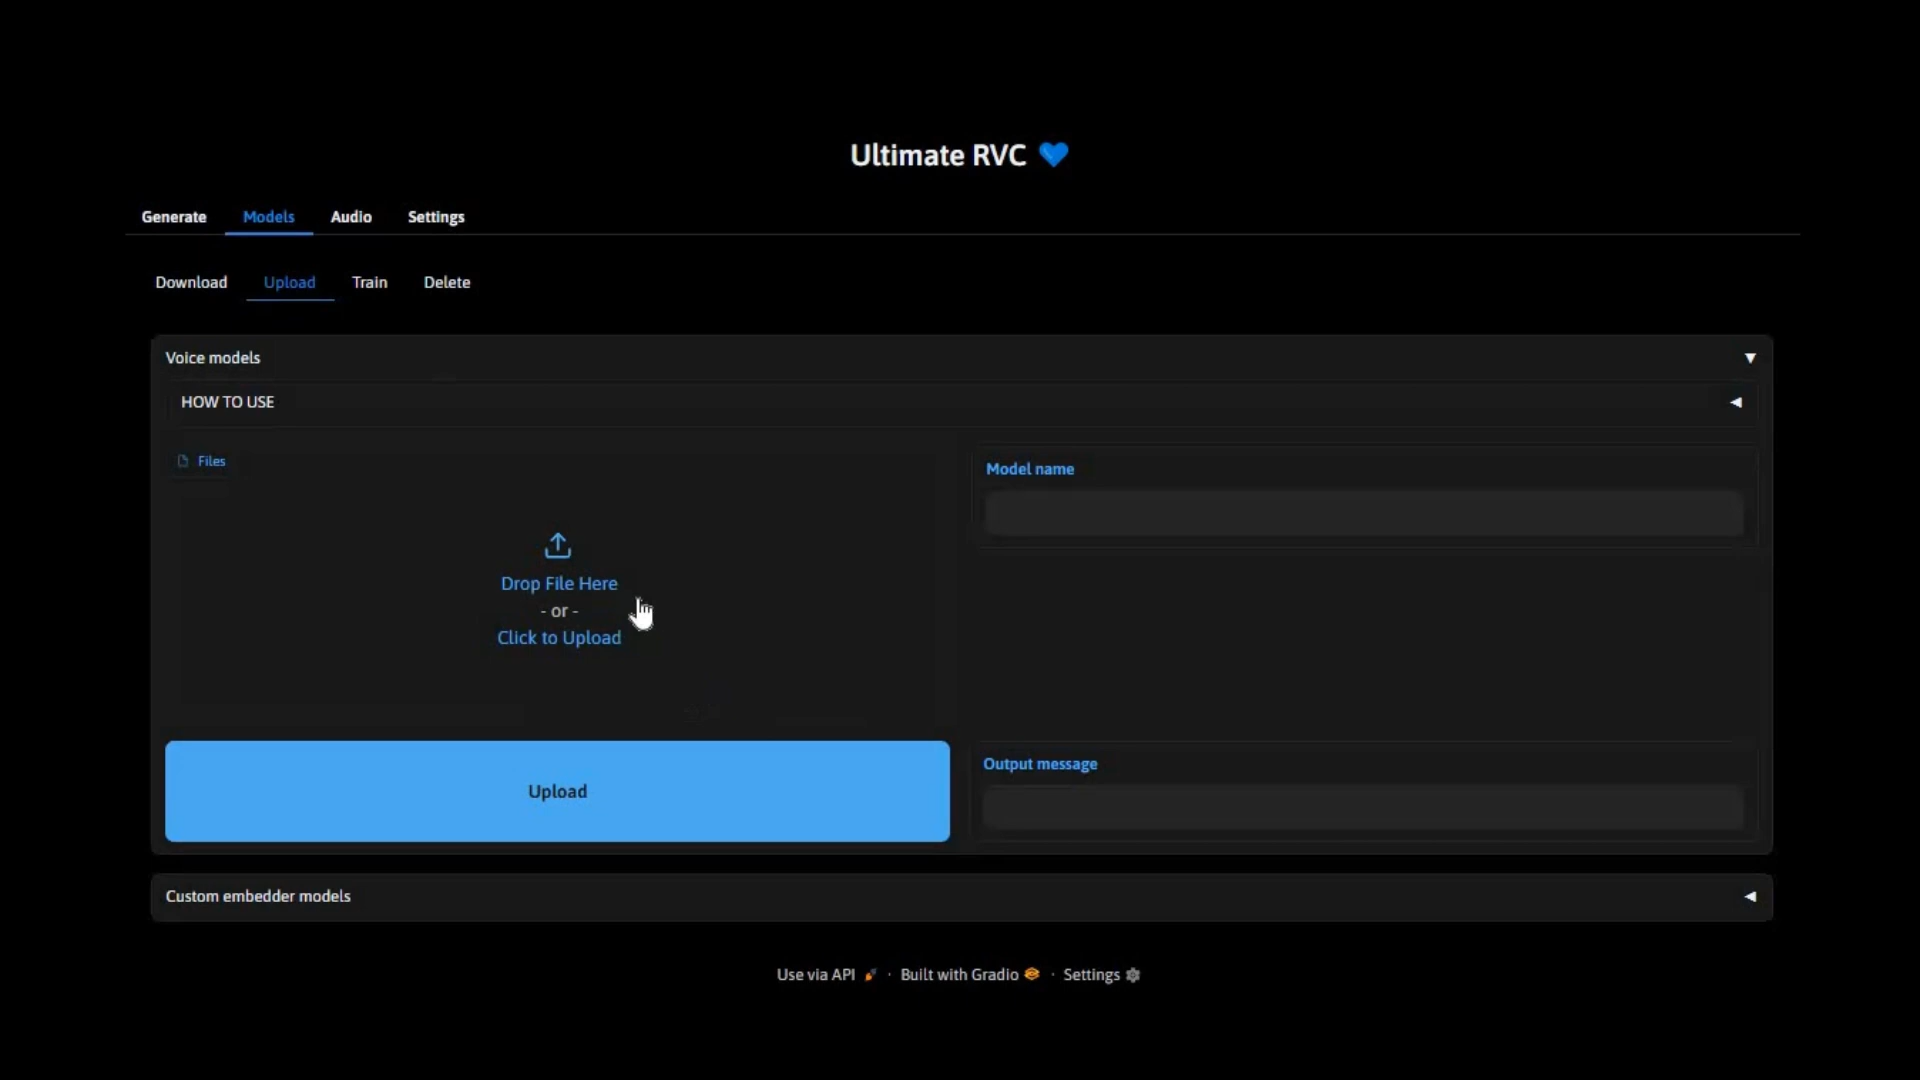 Ultimate RVC
Generate Models Audio Settings
Download Upload Train Delete
Voice models
HOW TO USE
Files
Model name
Drop File Here
- or -
Click to Upload
Upload
Output message
Custom embedder models
Use via API · Built with Gradio · Settings